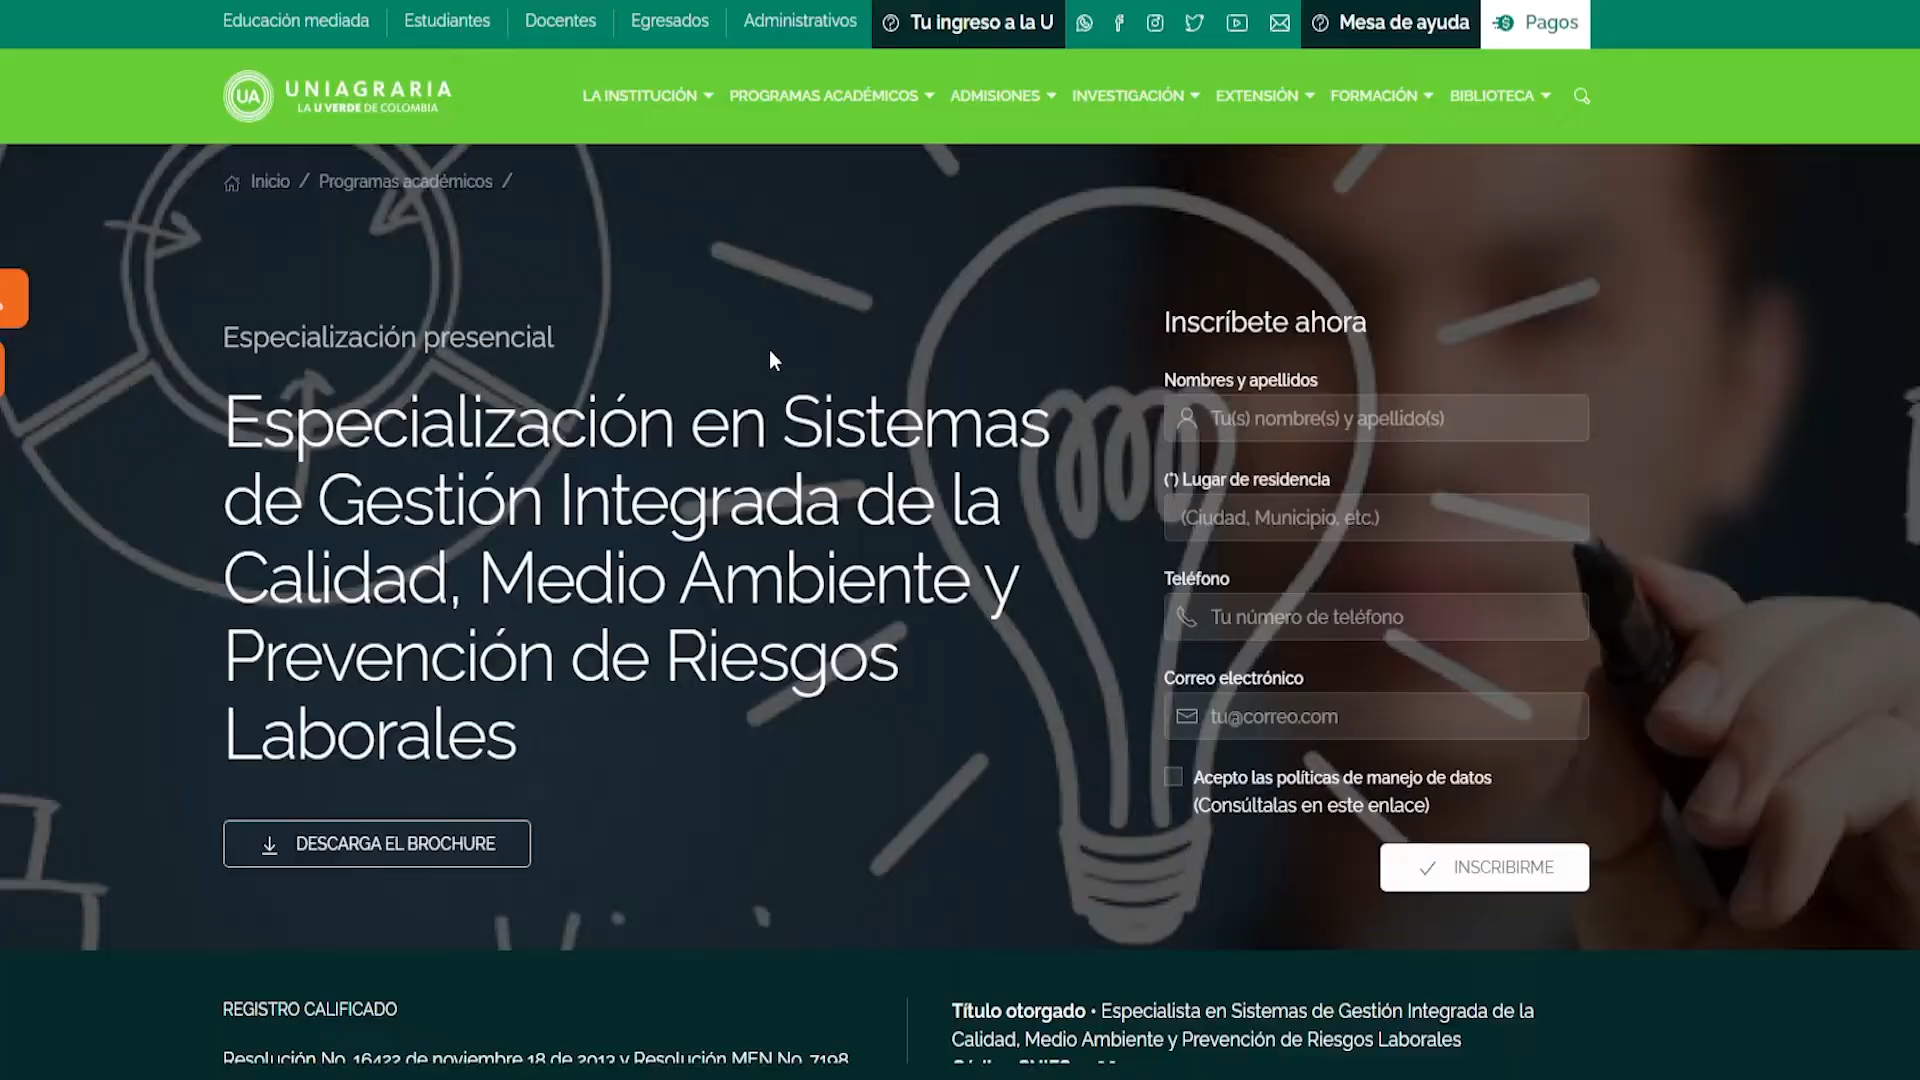 Educación mediada
Estudiantes
Docentes
Egresados
Administrativos
Tu ingreso a la U
Mesa de ayuda
Pagos
UA
UNIAGRARIA
LA U VERDE DE COLOMBIA
LA INSTITUCIÓN
PROGRAMAS ACADÉMICOS
ADMISIONES
INVESTIGACIÓN
EXTENSIÓN
FORMACIÓN
BIBLIOTECA
Inicio / Programas académicos /
Especialización presencial
Especialización en Sistemas
de Gestión Integrada de la
Calidad, Medio Ambiente y
Prevención de Riesgos
Laborales
DESCARGA EL BROCHURE
Inscríbete ahora
Nombres y apellidos
Tu(s) nombre(s) y apellido(s)
(*) Lugar de residencia
(Ciudad, Municipio, etc.)
Teléfono
Tu número de teléfono
Correo electrónico
tu@correo.com
Acepto las políticas de manejo de datos
(Consúltalas en este enlace)
INSCRIBIRME
REGISTRO CALIFICADO
Resolución No. 16422 de noviembre 18 de 2013 y Resolución MEN No. 7198
Título otorgado • Especialista en Sistemas de Gestión Integrada de la
Calidad, Medio Ambiente y Prevención de Riesgos Laborales